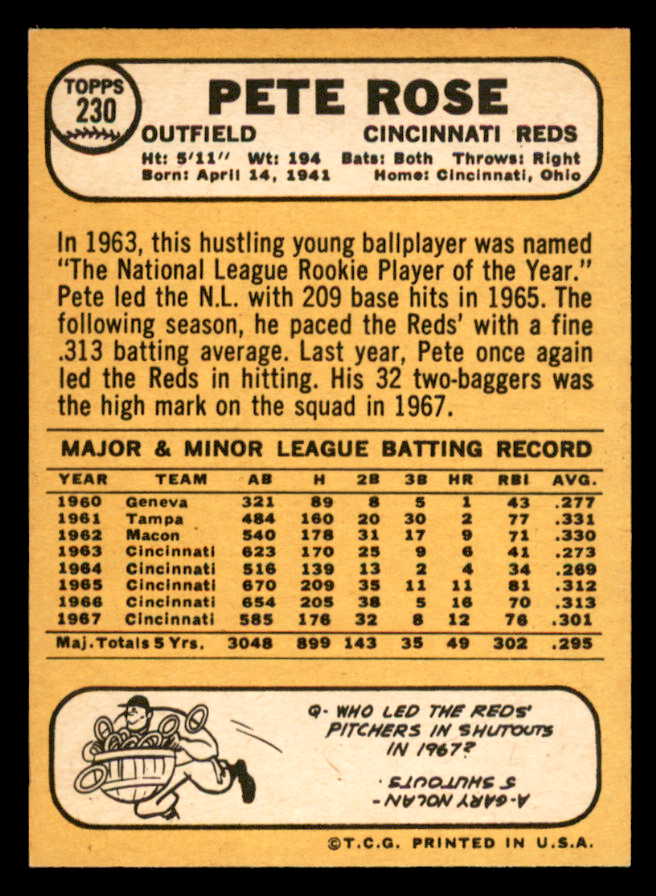 TOPPS
230
PETE ROSE
OUTFIELD CINCINNATI REDS
Ht: 5'11" Wt: 194 Bats: Both Throws: Right
Born: April 14, 1941 Home: Cincinnati, Ohio
In 1963, this hustling young ballplayer was named
"The National League Rookie Player of the Year."
Pete led the N.L. with 209 base hits in 1965. The
following season, he paced the Reds' with a fine
.313 batting average. Last year, Pete once again
led the Reds in hitting. His 32 two-baggers was
the high mark on the squad in 1967.
MAJOR & MINOR LEAGUE BATTING RECORD
YEAR TEAM AB H 2B 3B HR RBI AVG.
1960 Geneva 321 89 8 5 1 43 .277
1961 Tampa 484 160 20 30 2 77 .331
1962 Macon 540 178 31 17 9 71 .330
1963 Cincinnati 623 170 25 9 6 41 .273
1964 Cincinnati 516 139 13 2 4 34 .269
1965 Cincinnati 670 209 35 11 11 81 .312
1966 Cincinnati 654 205 38 5 16 70 .313
1967 Cincinnati 585 176 32 8 12 76 .301
Maj. Totals 5 Yrs. 3048 899 143 35 49 302 .295
Q- WHO LED THE REDS'
PITCHERS IN SHUTOUTS
IN 1967?
A-GARY NOLAN -
5 SHUTOUTS.
©T.C.G. PRINTED IN U.S.A.